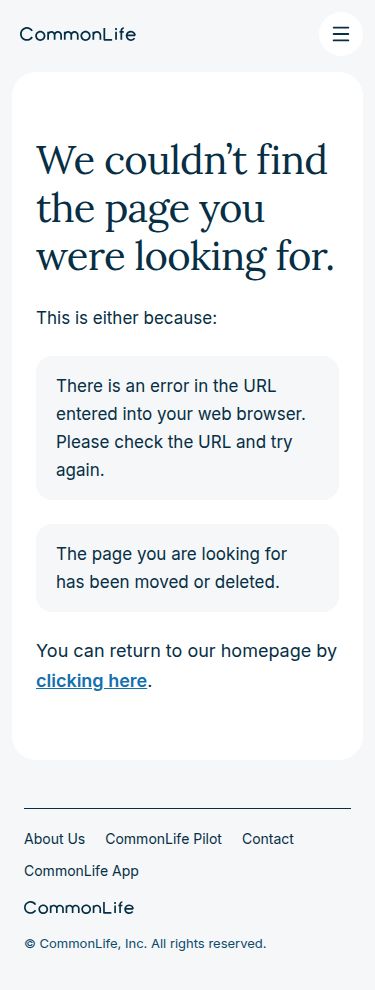 CommonLife
We couldn’t find
the page you
were looking for.
This is either because:
There is an error in the URL
entered into your web browser.
Please check the URL and try
again.
The page you are looking for
has been moved or deleted.
You can return to our homepage by
clicking here.
About Us CommonLife Pilot Contact
CommonLife App
CommonLife
© CommonLife, Inc. All rights reserved.